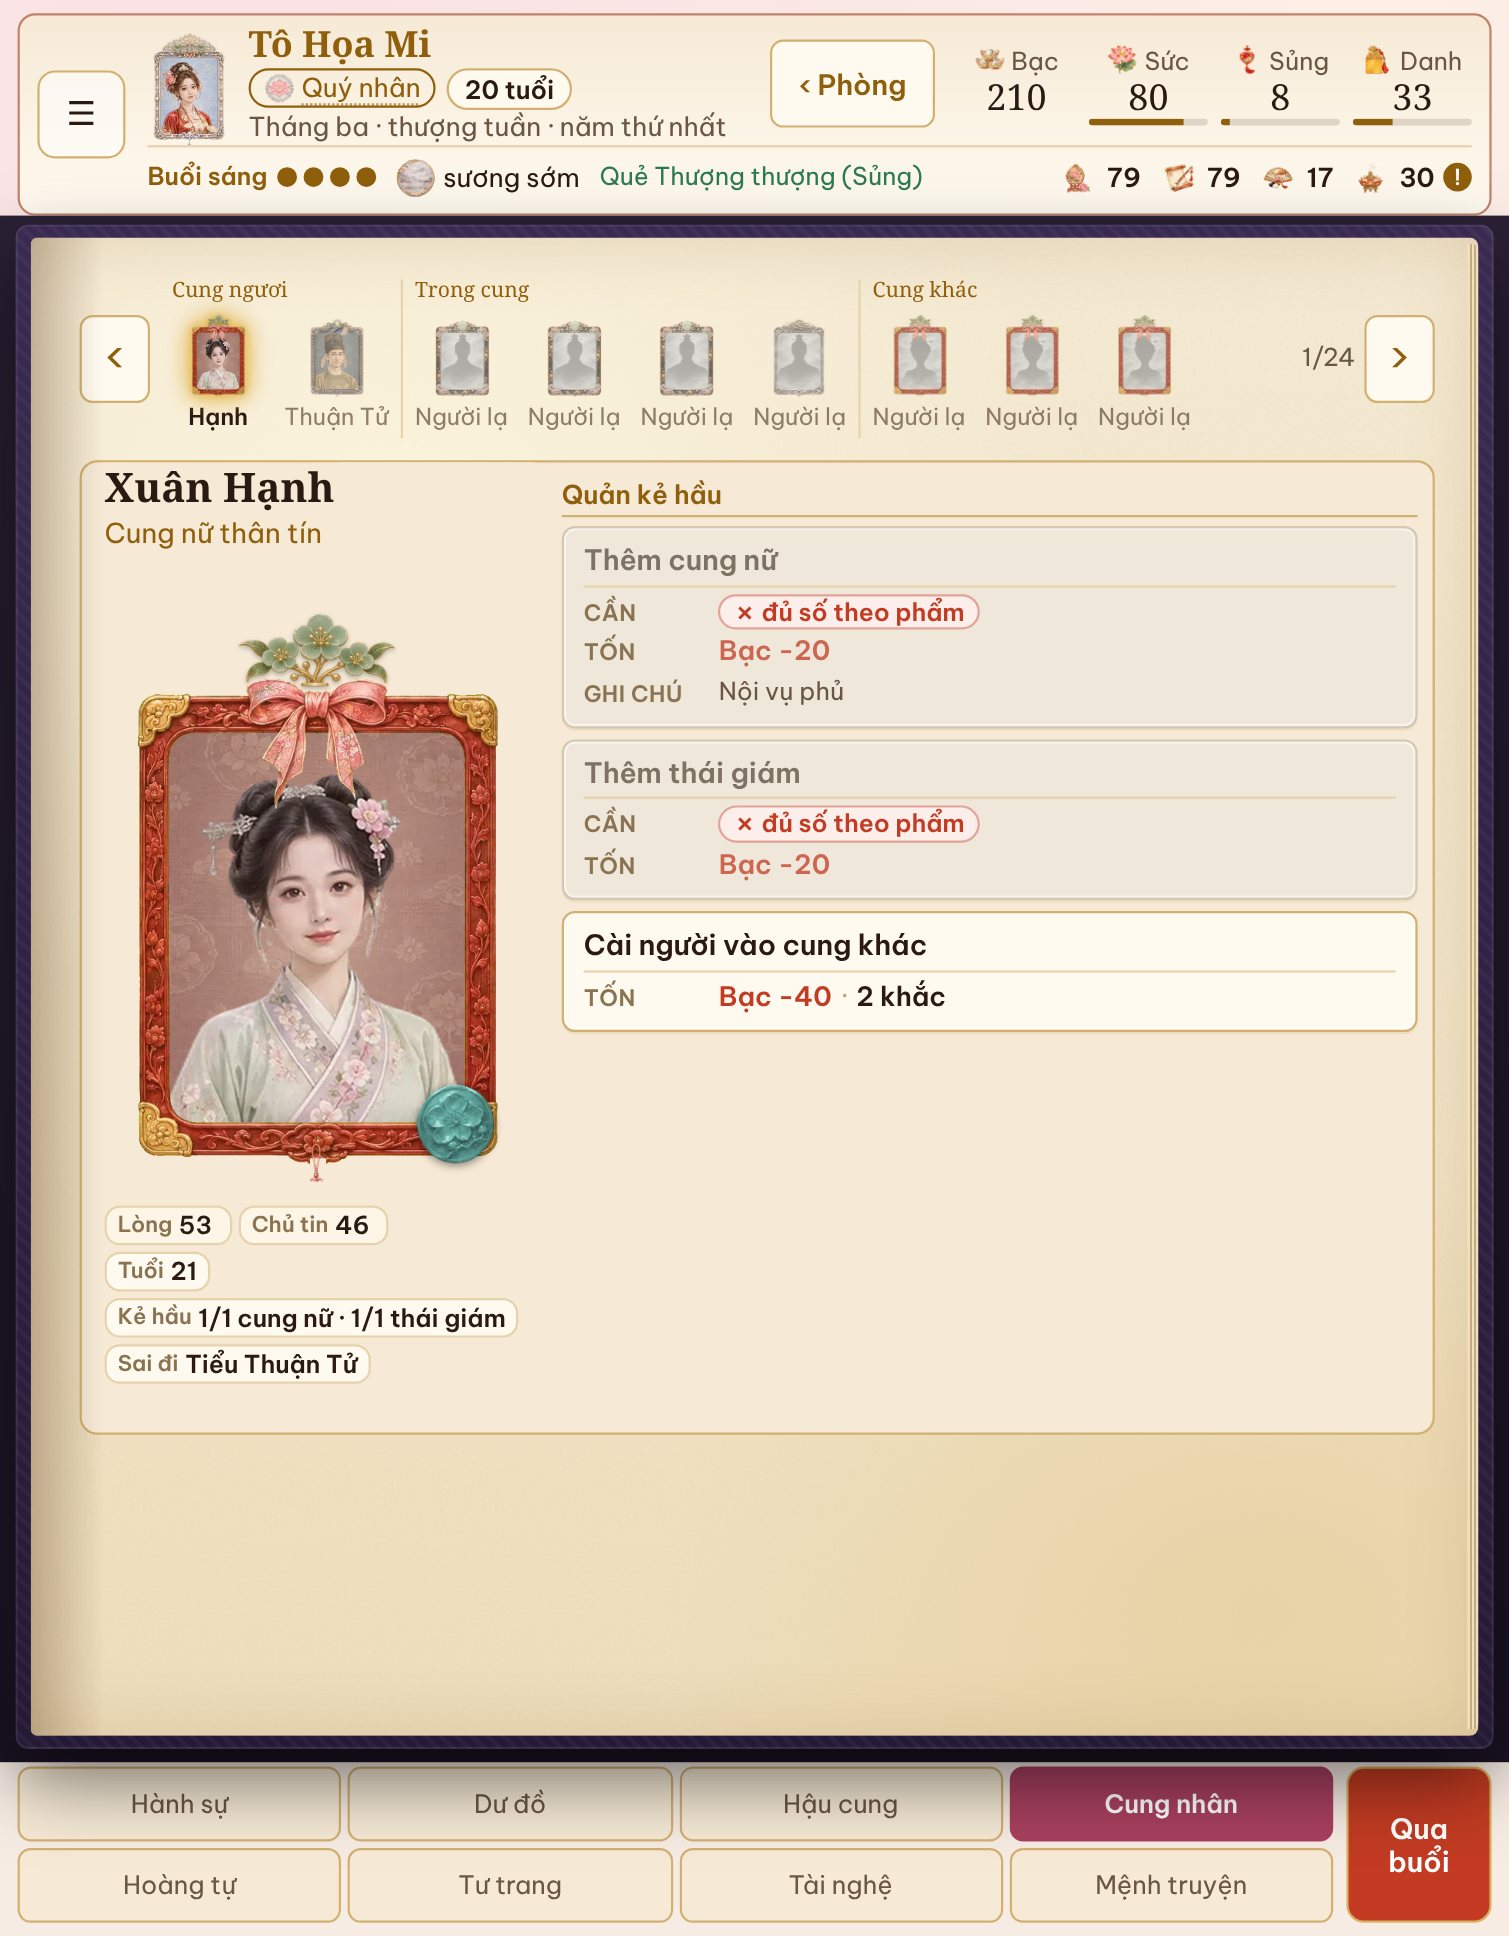 ☰
Tô Họa Mi
Quý nhân
20 tuổi
Tháng ba · thượng tuần · năm thứ nhất
‹ Phòng
Bạc
210
Sức
80
Sủng
8
Danh
33
Buổi sáng
sương sớm
Quẻ Thượng thượng (Sủng)
79
79
17
30
!
Cung ngươi
Trong cung
Cung khác
Hạnh
Thuận Tử
Người lạ
Người lạ
Người lạ
Người lạ
Người lạ
Người lạ
Người lạ
1/24
Xuân Hạnh
Cung nữ thân tín
Lòng 53
Chủ tin 46
Tuổi 21
Kẻ hầu 1/1 cung nữ · 1/1 thái giám
Sai đi Tiểu Thuận Tử
Quản kẻ hầu
Thêm cung nữ
CẦN × đủ số theo phẩm
TỐN Bạc -20
GHI CHÚ Nội vụ phủ
Thêm thái giám
CẦN × đủ số theo phẩm
TỐN Bạc -20
Cài người vào cung khác
TỐN Bạc -40 · 2 khắc
Hành sự
Dư đồ
Hậu cung
Cung nhân
Hoàng tự
Tư trang
Tài nghệ
Mệnh truyện
Qua
buổi